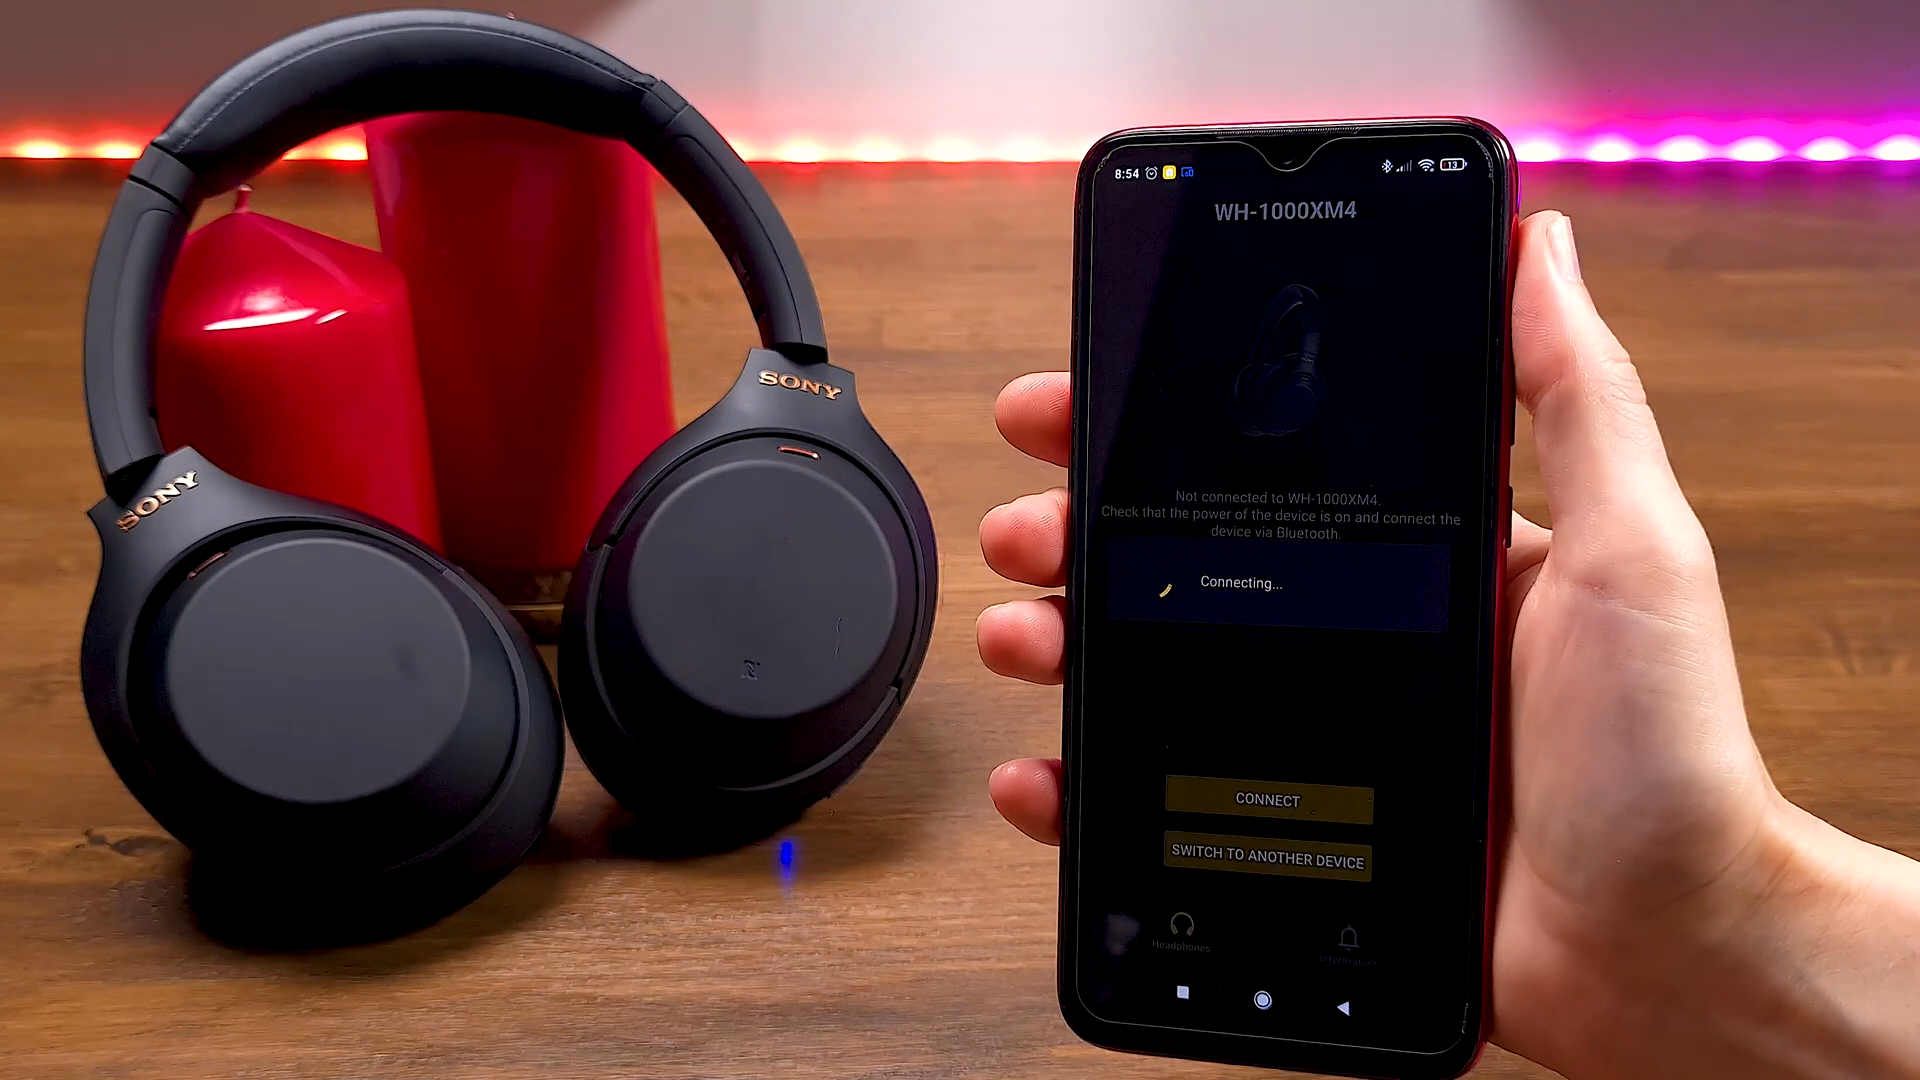 SONY
SONY
8:54
13
WH-1000XM4
Not connected to WH-1000XM4.
Check that the power of the device is on and connect the
device via Bluetooth.
Connecting...
CONNECT
SWITCH TO ANOTHER DEVICE
Headphones
Information